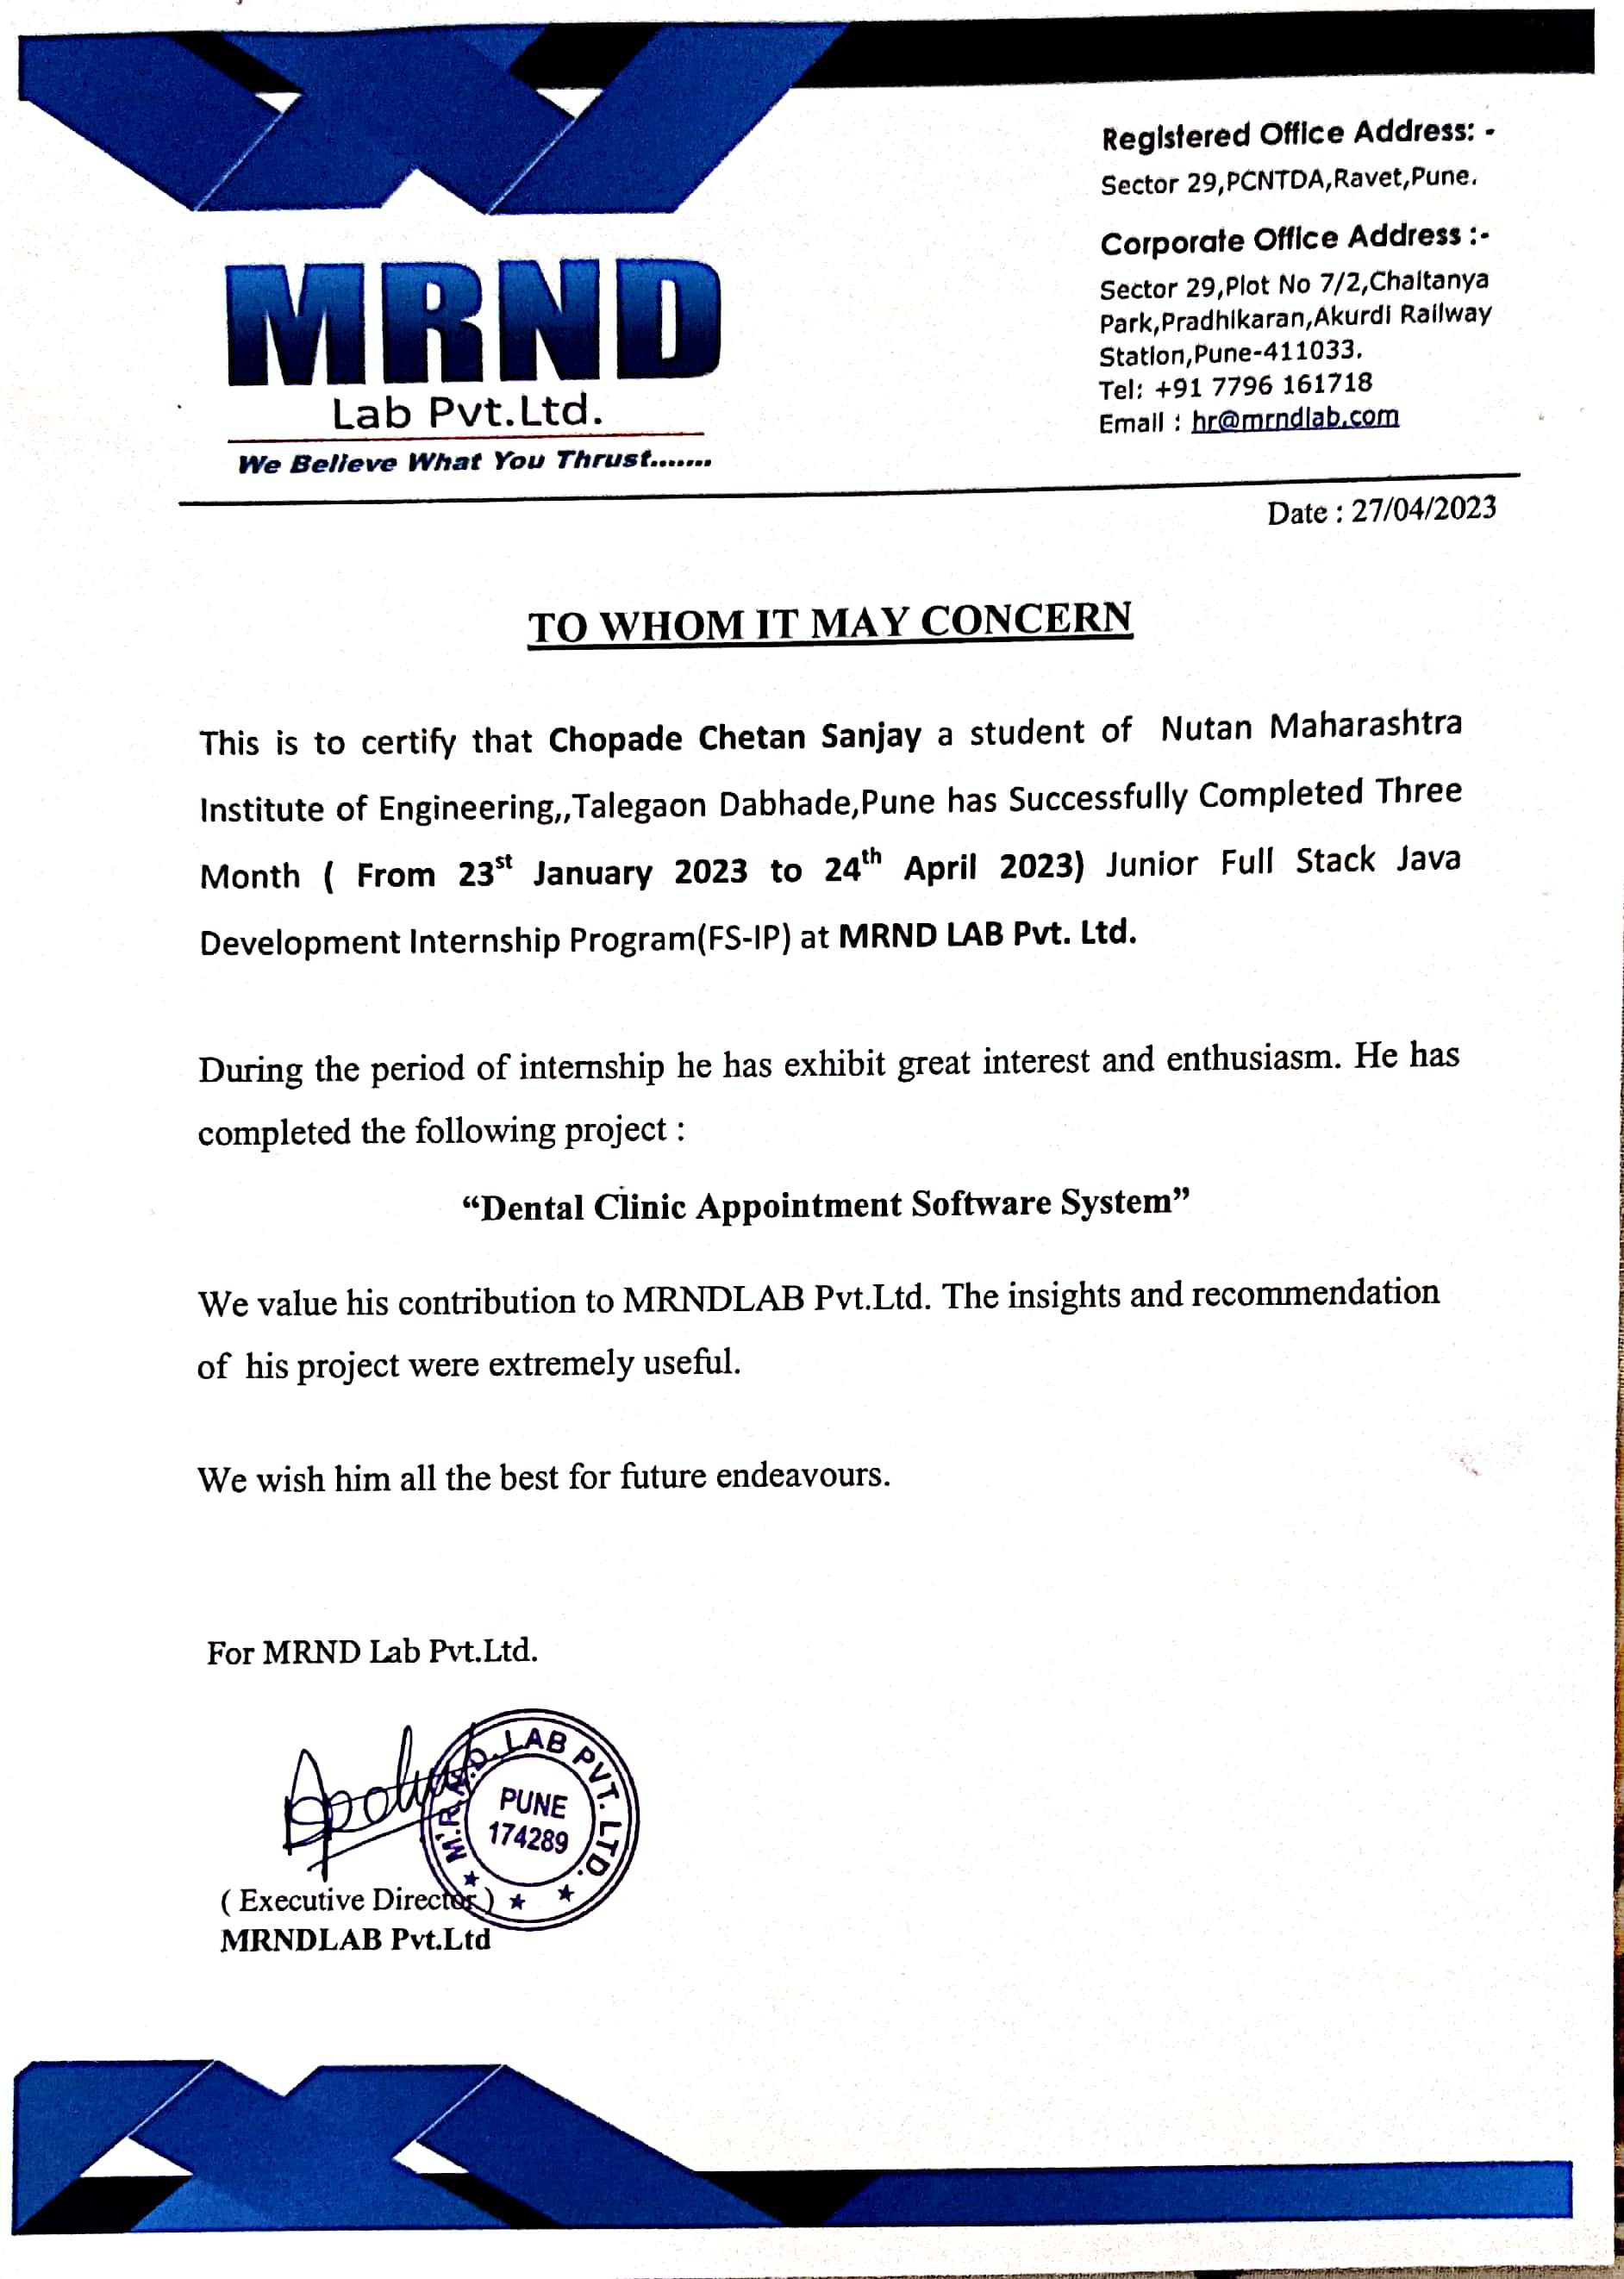 MRND
Lab Pvt.Ltd.
We Believe What You Thrust.......
Registered Office Address: -
Sector 29,PCNTDA,Ravet,Pune.
Corporate Office Address :-
Sector 29,Plot No 7/2,Chaitanya
Park,Pradhikaran,Akurdi Railway
Station,Pune-411033.
Tel: +91 7796 161718
Email : hr@mrndlab.com
Date : 27/04/2023
TO WHOM IT MAY CONCERN
This is to certify that Chopade Chetan Sanjay a student of Nutan Maharashtra
Institute of Engineering,,Talegaon Dabhade,Pune has Successfully Completed Three
Month ( From 23st January 2023 to 24th April 2023) Junior Full Stack Java
Development Internship Program(FS-IP) at MRND LAB Pvt. Ltd.
During the period of internship he has exhibit great interest and enthusiasm. He has
completed the following project :
“Dental Clinic Appointment Software System”
We value his contribution to MRNDLAB Pvt.Ltd. The insights and recommendation
of his project were extremely useful.
We wish him all the best for future endeavours.
For MRND Lab Pvt.Ltd.
M.R.N.D. LAB PVT. LTD.
PUNE
174289
( Executive Director )
MRNDLAB Pvt.Ltd